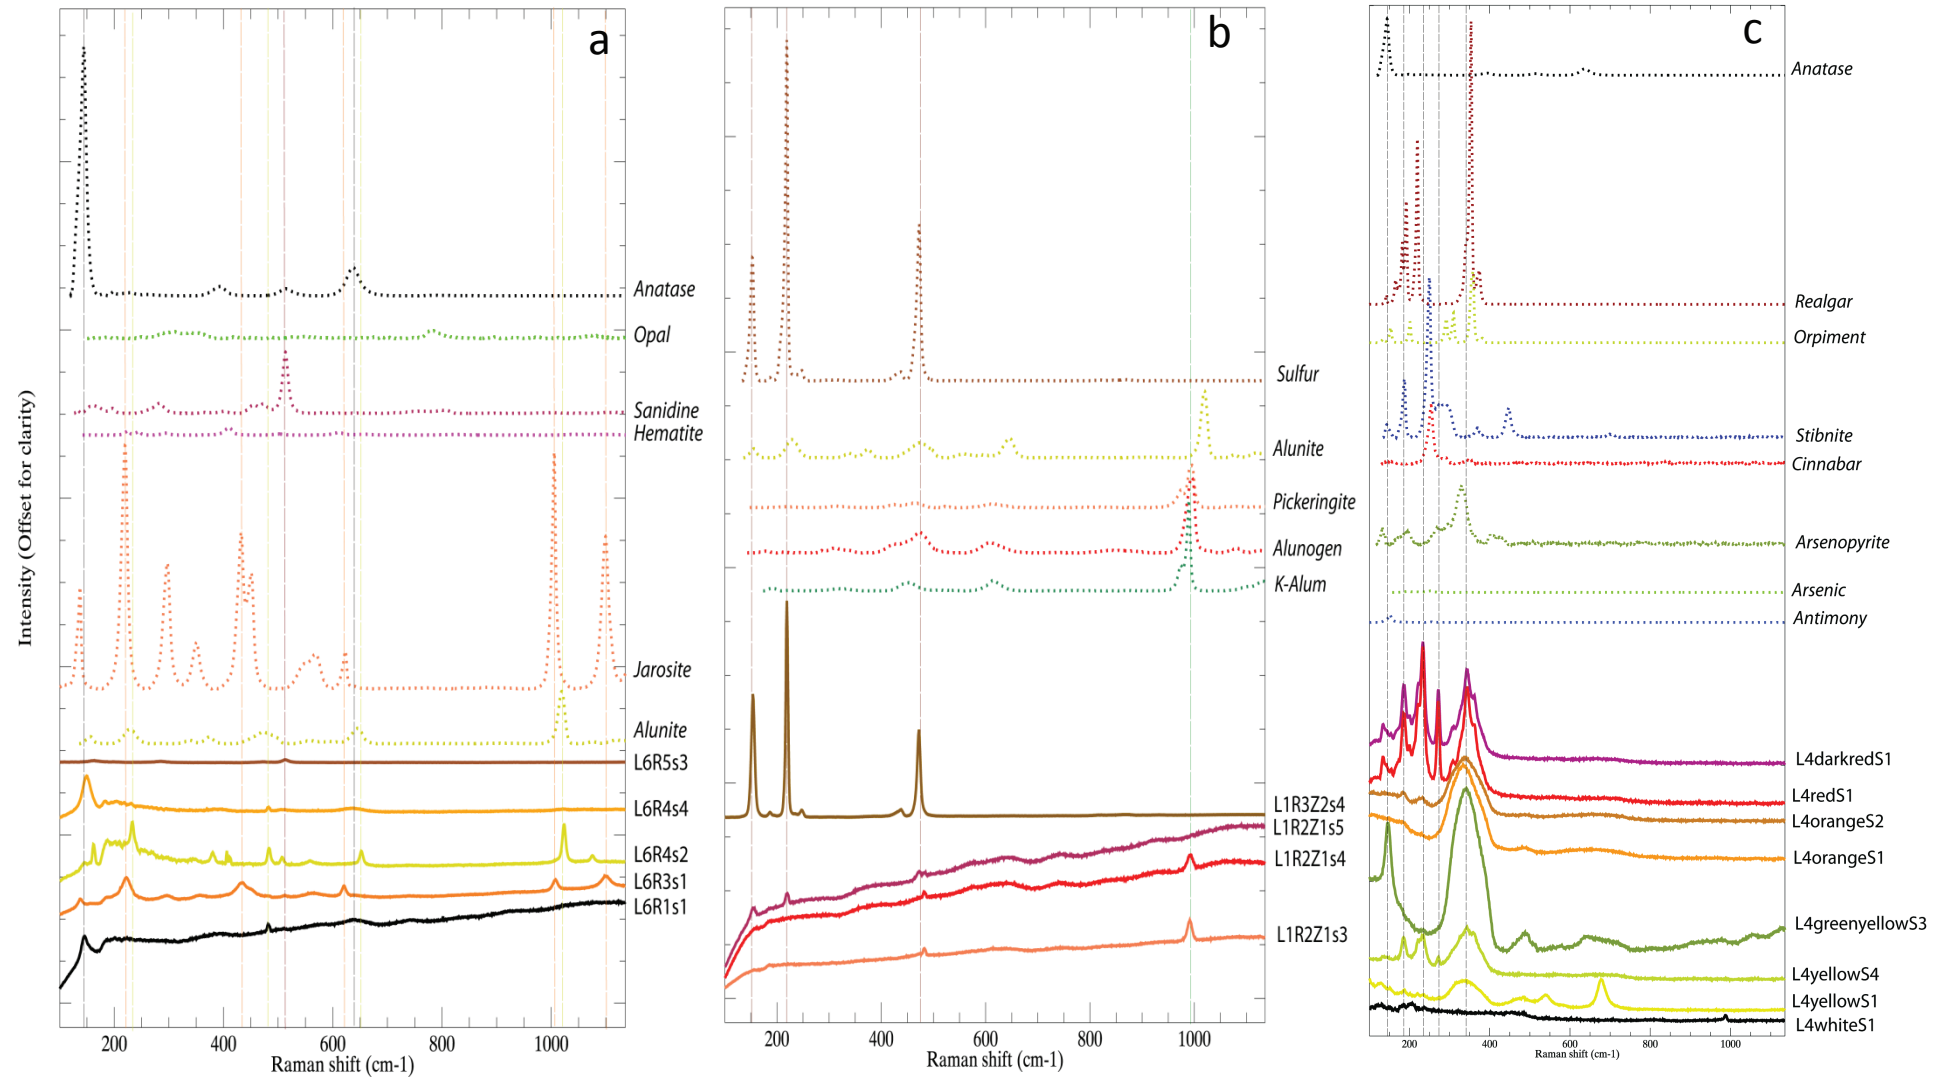 a
b
c
Intensity (Offset for clarity)
Anatase
Opal
Sanidine
Hematite
Jarosite
Alunite
L6R5s3
L6R4s4
L6R4s2
L6R3s1
L6R1s1
200 400 600 800 1000
Raman shift (cm-1)
Sulfur
Alunite
Pickeringite
Alunogen
K-Alum
L1R3Z2s4
L1R2Z1s5
L1R2Z1s4
L1R2Z1s3
200 400 600 800 1000
Raman shift (cm-1)
Anatase
Realgar
Orpiment
Stibnite
Cinnabar
Arsenopyrite
Arsenic
Antimony
L4darkredS1
L4redS1
L4orangeS2
L4orangeS1
L4greenyellowS3
L4yellowS4
L4yellowS1
L4whiteS1
200 400 600 800 1000
Raman shift (cm-1)